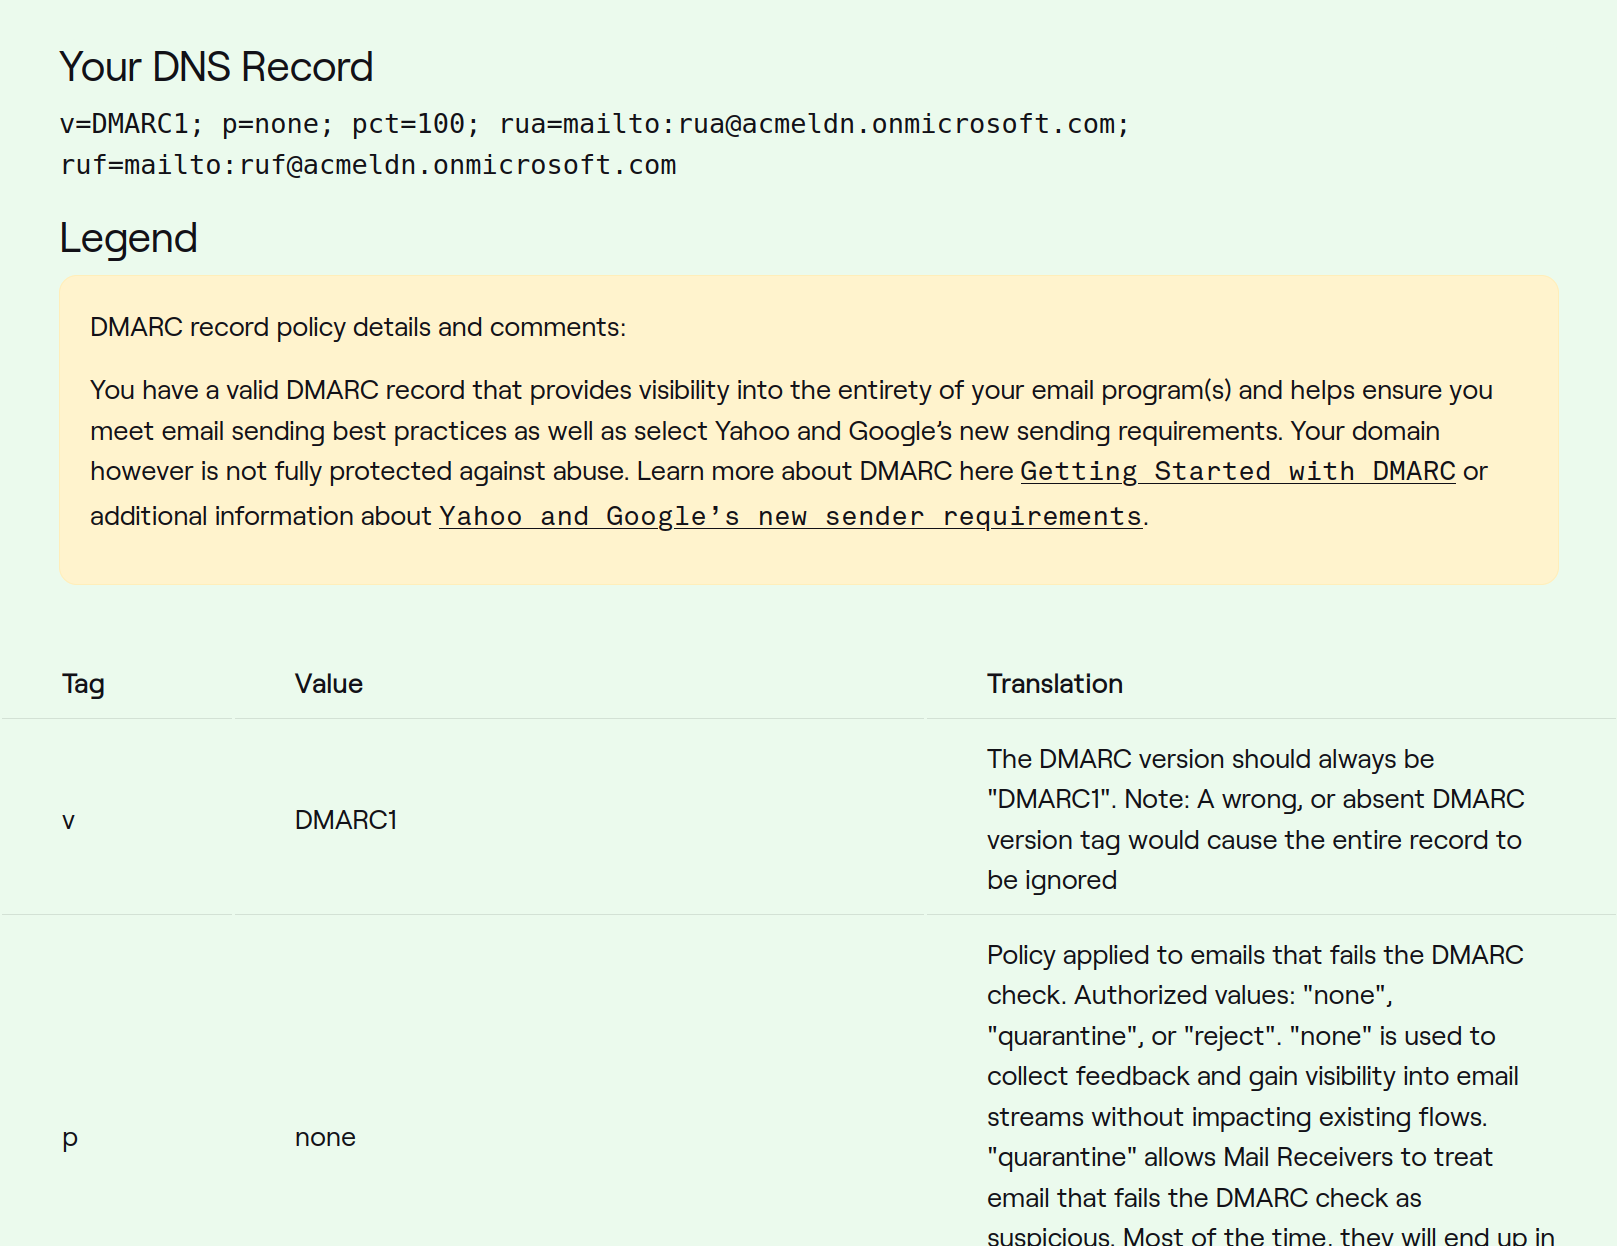 Your DNS Record
v=DMARC1; p=none; pct=100; rua=mailto:rua@acmeldn.onmicrosoft.com;
ruf=mailto:ruf@acmeldn.onmicrosoft.com
Legend
DMARC record policy details and comments:
You have a valid DMARC record that provides visibility into the entirety of your email program(s) and helps ensure you
meet email sending best practices as well as select Yahoo and Google’s new sending requirements. Your domain
however is not fully protected against abuse. Learn more about DMARC here Getting Started with DMARC or
additional information about Yahoo and Google’s new sender requirements.
Tag Value Translation
v DMARC1
The DMARC version should always be
"DMARC1". Note: A wrong, or absent DMARC
version tag would cause the entire record to
be ignored
p none
Policy applied to emails that fails the DMARC
check. Authorized values: "none",
"quarantine", or "reject". "none" is used to
collect feedback and gain visibility into email
streams without impacting existing flows.
"quarantine" allows Mail Receivers to treat
email that fails the DMARC check as
suspicious. Most of the time, they will end up in